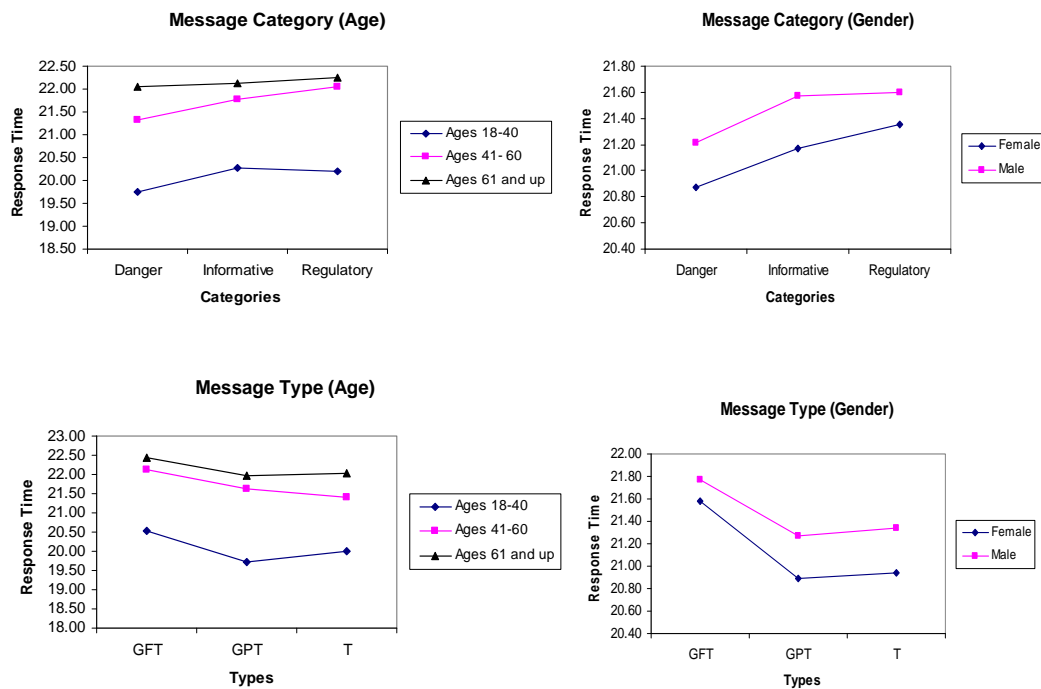 Message Category (Age)
22.50
22.00
21.50
21.00
20.50
20.00
19.50
19.00
18.50
Response Time
Danger Informative Regulatory
Categories
Ages 18-40
Ages 41- 60
Ages 61 and up
Message Category (Gender)
21.80
21.60
21.40
21.20
21.00
20.80
20.60
20.40
Response Time
Danger Informative Regulatory
Categories
Female
Male
Message Type (Age)
23.00
22.50
22.00
21.50
21.00
20.50
20.00
19.50
19.00
18.50
18.00
Response Time
GFT GPT T
Types
Ages 18-40
Ages 41-60
Ages 61 and up
Message Type (Gender)
22.00
21.80
21.60
21.40
21.20
21.00
20.80
20.60
20.40
Response Time
GFT GPT T
Types
Female
Male